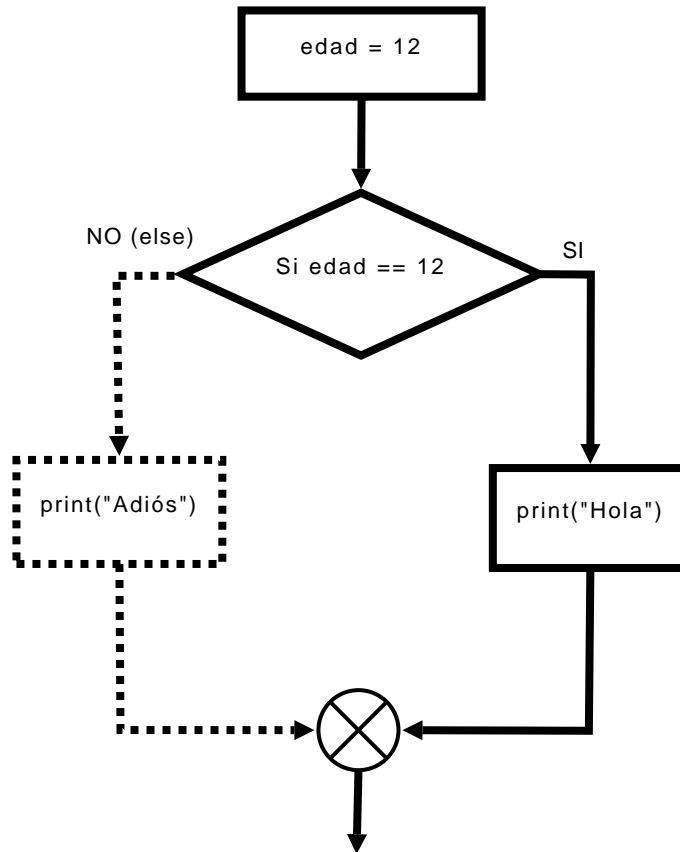 edad = 12
NO (else)
Si edad == 12
SI
print("Adiós")
print("Hola")